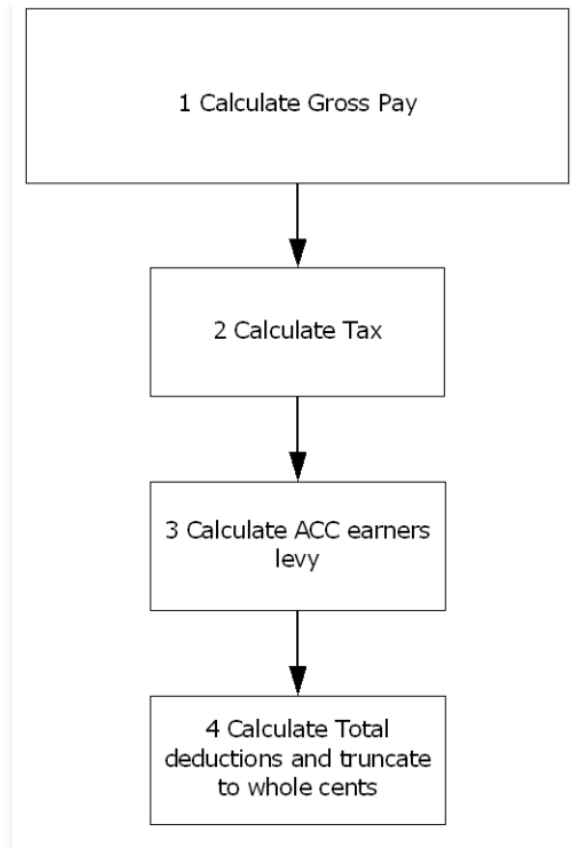 1 Calculate Gross Pay
2 Calculate Tax
3 Calculate ACC earners
levy
4 Calculate Total
deductions and truncate
to whole cents